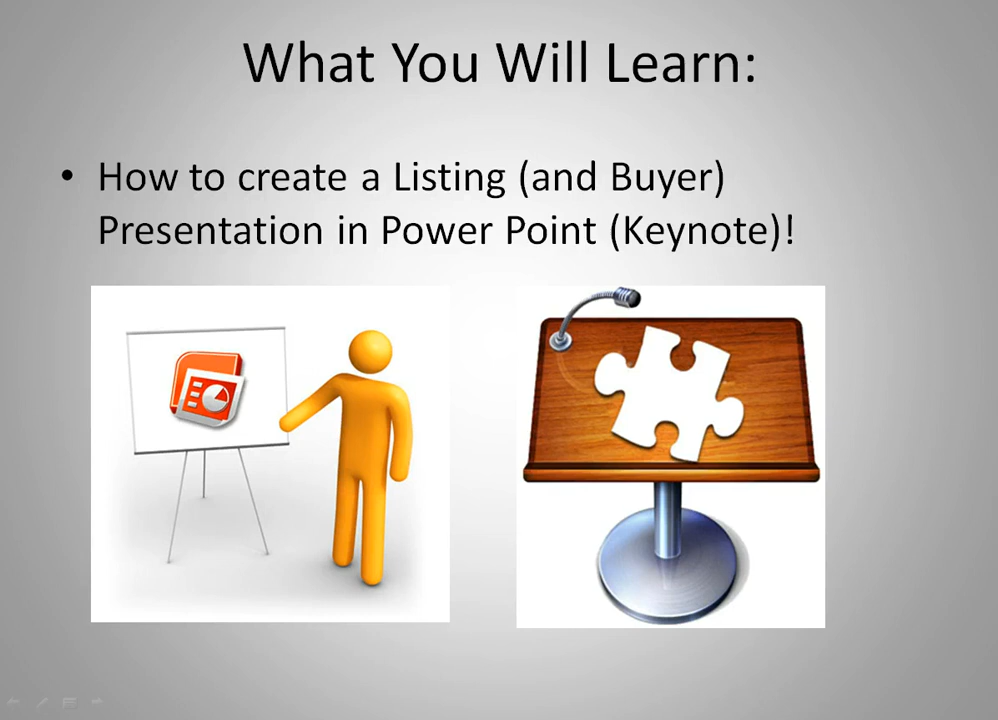 What You Will Learn:
• How to create a Listing (and Buyer)
Presentation in Power Point (Keynote)!